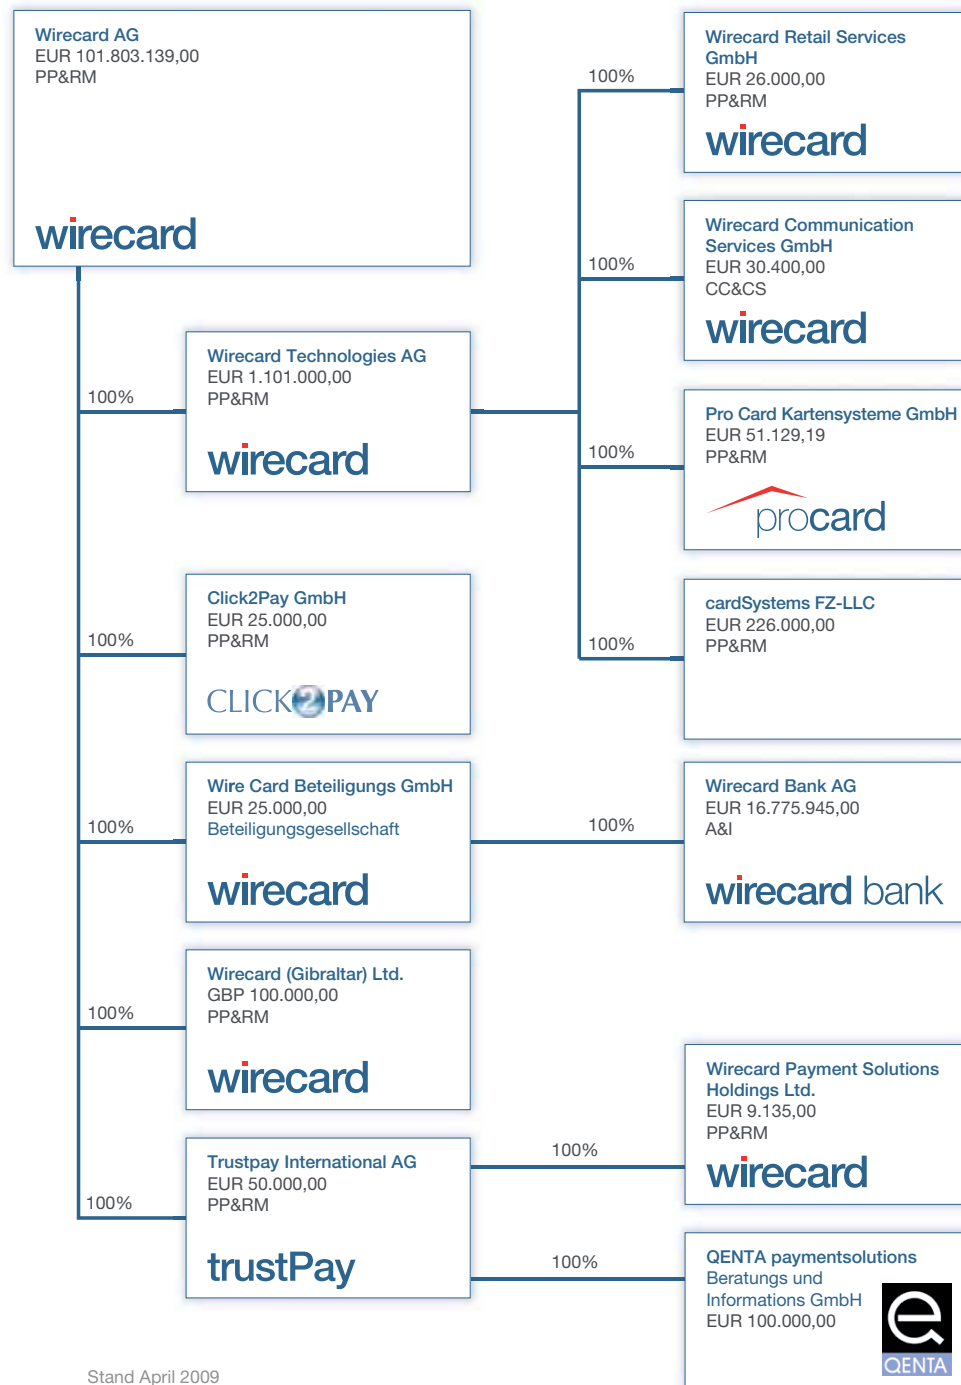 Wirecard AG
EUR 101.803.139,00
PP&RM
wirecard
100%
Wirecard Technologies AG
EUR 1.101.000,00
PP&RM
wirecard
100%
Wirecard Retail Services
GmbH
EUR 26.000,00
PP&RM
wirecard
100%
Wirecard Communication
Services GmbH
EUR 30.400,00
CC&CS
wirecard
100%
Pro Card Kartensysteme GmbH
EUR 51.129,19
PP&RM
procard
100%
cardSystems FZ-LLC
EUR 226.000,00
PP&RM
100%
Click2Pay GmbH
EUR 25.000,00
PP&RM
CLICK2PAY
100%
Wire Card Beteiligungs GmbH
EUR 25.000,00
Beteiligungsgesellschaft
wirecard
100%
Wirecard Bank AG
EUR 16.775.945,00
A&I
wirecard bank
100%
Wirecard (Gibraltar) Ltd.
GBP 100.000,00
PP&RM
wirecard
100%
Trustpay International AG
EUR 50.000,00
PP&RM
trustPay
100%
Wirecard Payment Solutions
Holdings Ltd.
EUR 9.135,00
PP&RM
wirecard
100%
QENTA paymentsolutions
Beratungs und
Informations GmbH
EUR 100.000,00
QENTA
Stand April 2009